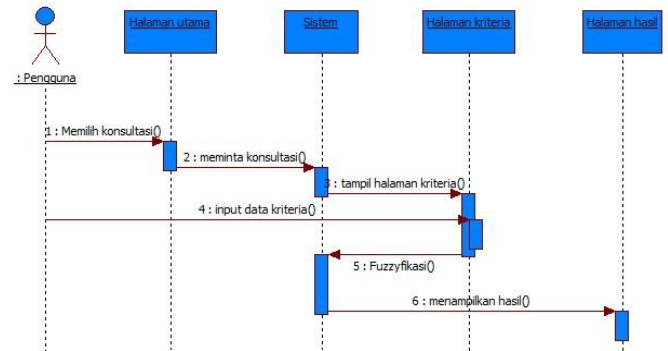 Halaman utama
Sistem
Halaman kriteria
Halaman hasil
: Pengguna
1 : Memilih konsultasi()
2 : meminta konsultasi()
3 : tampil halaman kriteria()
4 : input data kriteria()
5 : Fuzzyfikasi()
6 : menampilkan hasil()